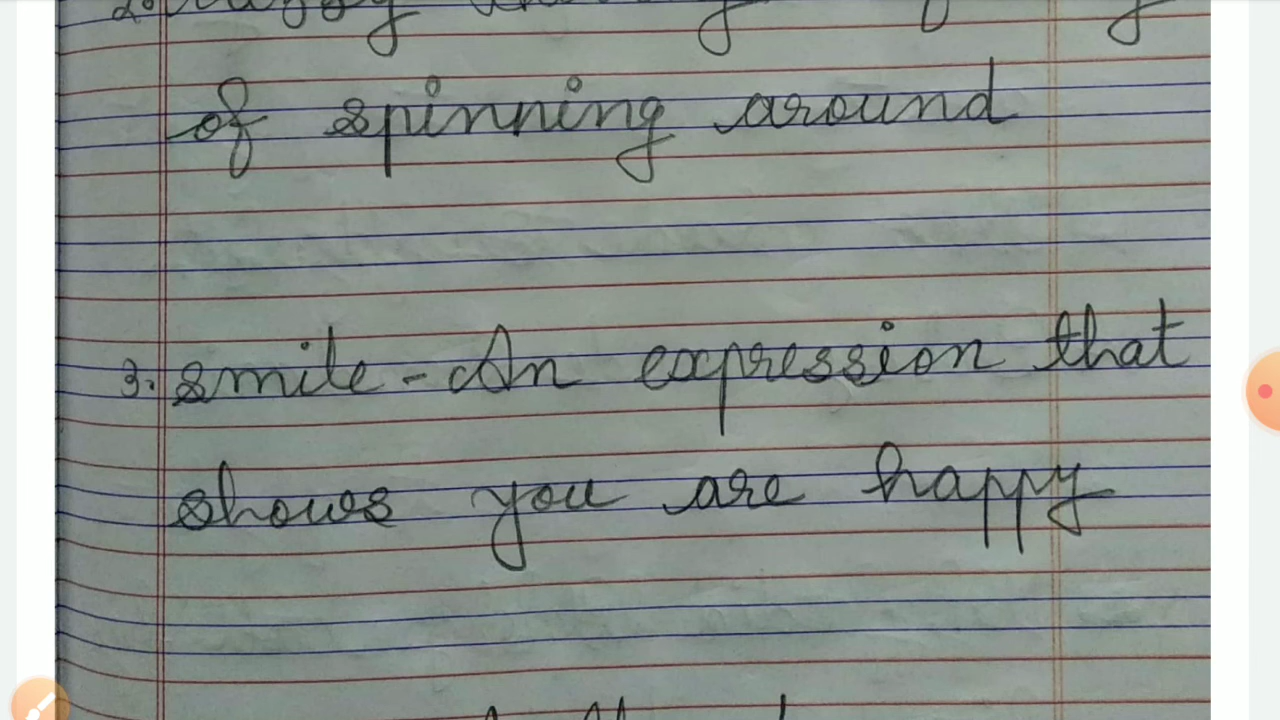 of spinning around
3. smile - An expression that
shows you are happy